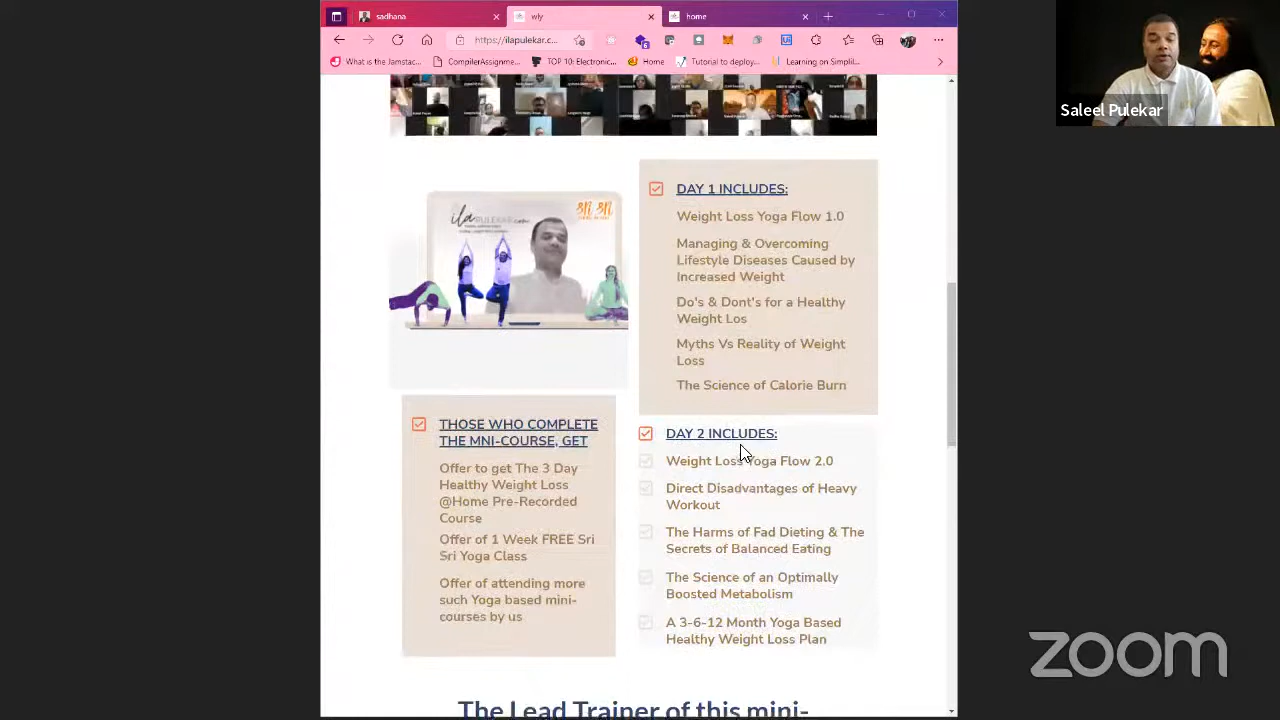 sadhana
wly
home
https://ilapulekar.c...
What is the Jamstac...
CompilerAssignme...
TOP 10: Electronic...
Home
Tutorial to deploy...
Learning on Simplil...
Saleel Pulekar
ila PULEKAR.com
DAY 1 INCLUDES:
Weight Loss Yoga Flow 1.0
Managing & Overcoming
Lifestyle Diseases Caused by
Increased Weight
Do's & Dont's for a Healthy
Weight Los
Myths Vs Reality of Weight
Loss
The Science of Calorie Burn
THOSE WHO COMPLETE
THE MNI-COURSE, GET
Offer to get The 3 Day
Healthy Weight Loss
@Home Pre-Recorded
Course
Offer of 1 Week FREE Sri
Sri Yoga Class
Offer of attending more
such Yoga based mini-
courses by us
DAY 2 INCLUDES:
Weight Loss Yoga Flow 2.0
Direct Disadvantages of Heavy
Workout
The Harms of Fad Dieting & The
Secrets of Balanced Eating
The Science of an Optimally
Boosted Metabolism
A 3-6-12 Month Yoga Based
Healthy Weight Loss Plan
The Lead Trainer of this mini-
zoom